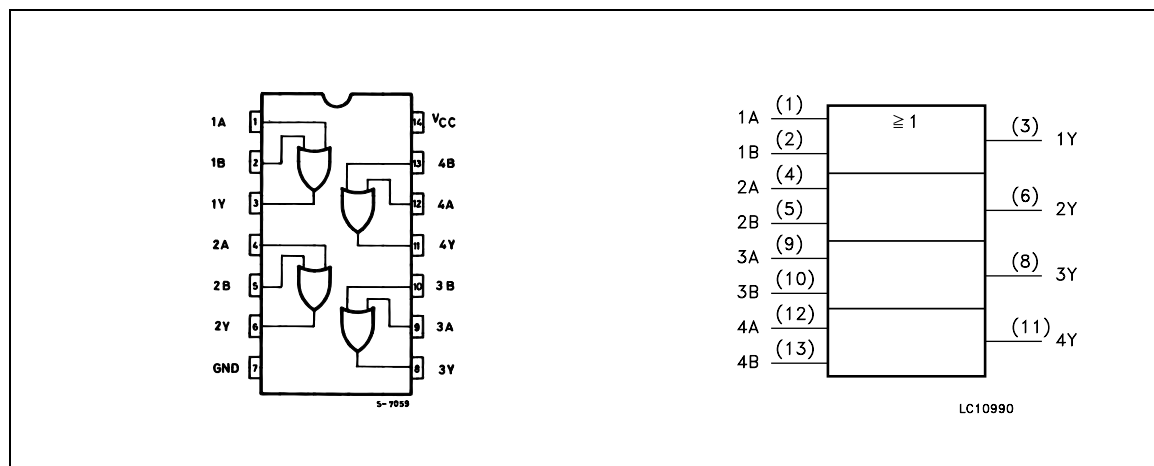 1A 1 14 VCC
1B 2 13 4B
1Y 3 12 4A
2A 4 11 4Y
2B 5 10 3B
2Y 6 9 3A
GND 7 8 3Y
S-7059
1A (1) ≧ 1 (3) 1Y
1B (2)
2A (4) (6) 2Y
2B (5)
3A (9) (8) 3Y
3B (10)
4A (12) (11) 4Y
4B (13)
LC10990